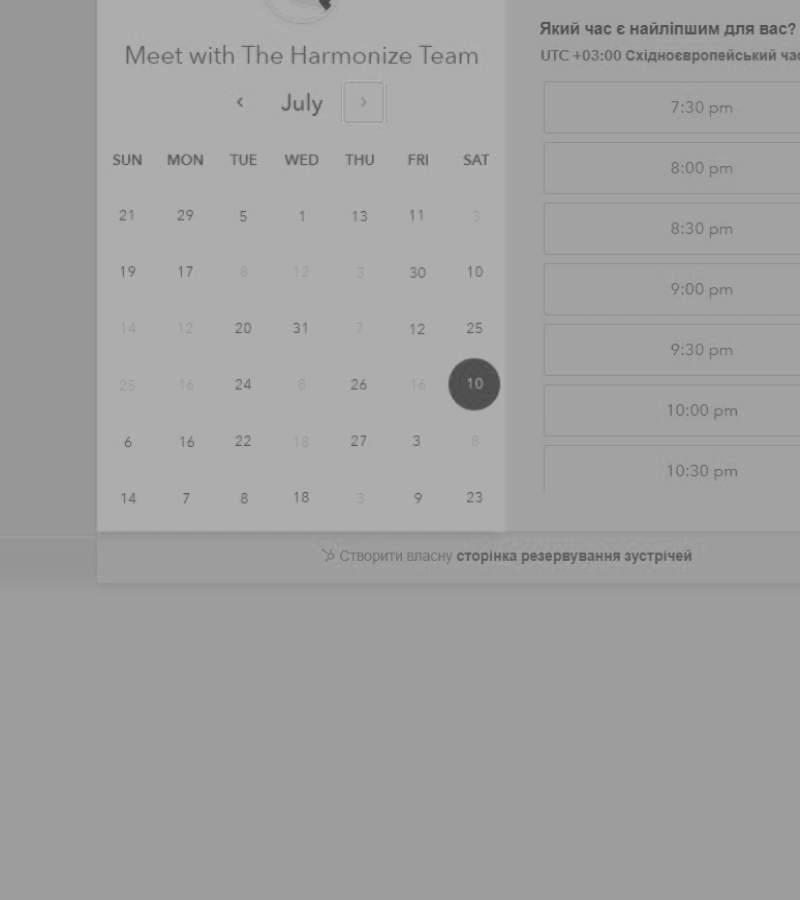 Meet with The Harmonize Team
July
SUN MON TUE WED THU FRI SAT
21 29 5 1 13 11 3
19 17 8 12 3 30 10
14 12 20 31 7 12 25
25 16 24 8 26 16 10
6 16 22 18 27 3 8
14 7 8 18 3 9 23
Який час є найліпшим для вас?
UTC +03:00 Східноєвропейський час
7:30 pm
8:00 pm
8:30 pm
9:00 pm
9:30 pm
10:00 pm
10:30 pm
Створити власну сторінка резервування зустрічей